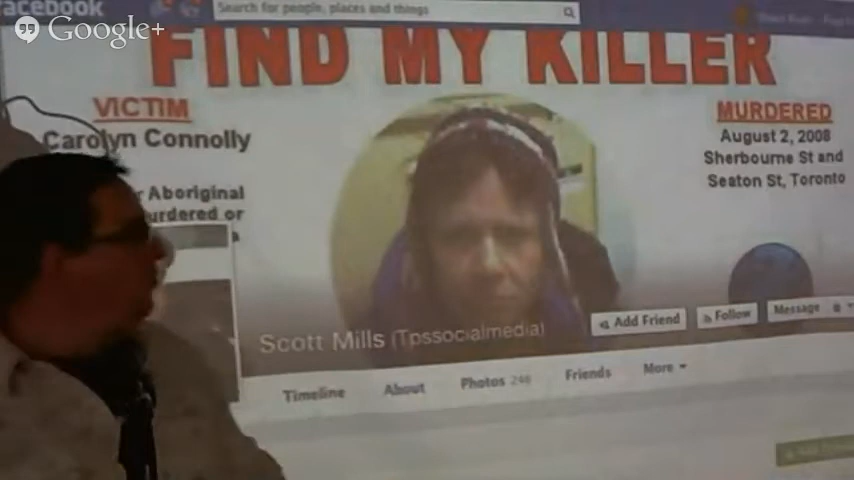 facebook
Search for people, places and things
Google+
FIND MY KILLER
VICTIM
Carolyn Connolly
Aboriginal
urdered or
MURDERED
August 2, 2008
Sherbourne St and
Seaton St, Toronto
Scott Mills (Tpssocialmedia)
Add Friend
Follow
Message
Timeline
About
Photos 246
Friends
More